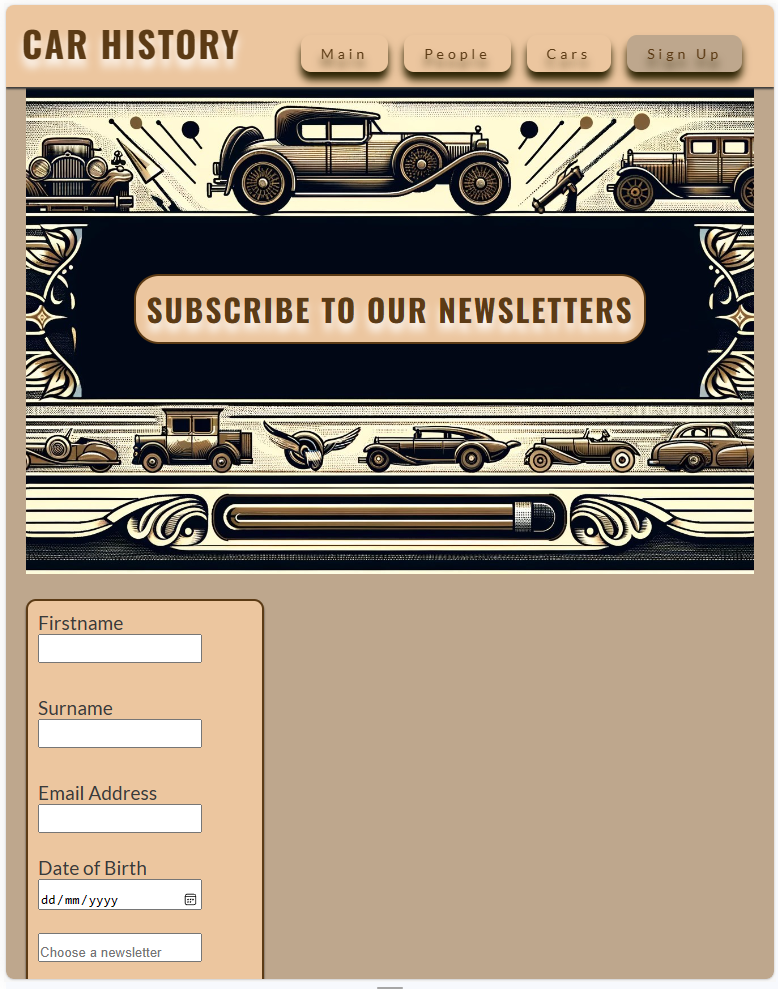 CAR HISTORY
Main People Cars Sign Up
SUBSCRIBE TO OUR NEWSLETTERS
Firstname
Surname
Email Address
Date of Birth
dd/mm/yyyy
Choose a newsletter